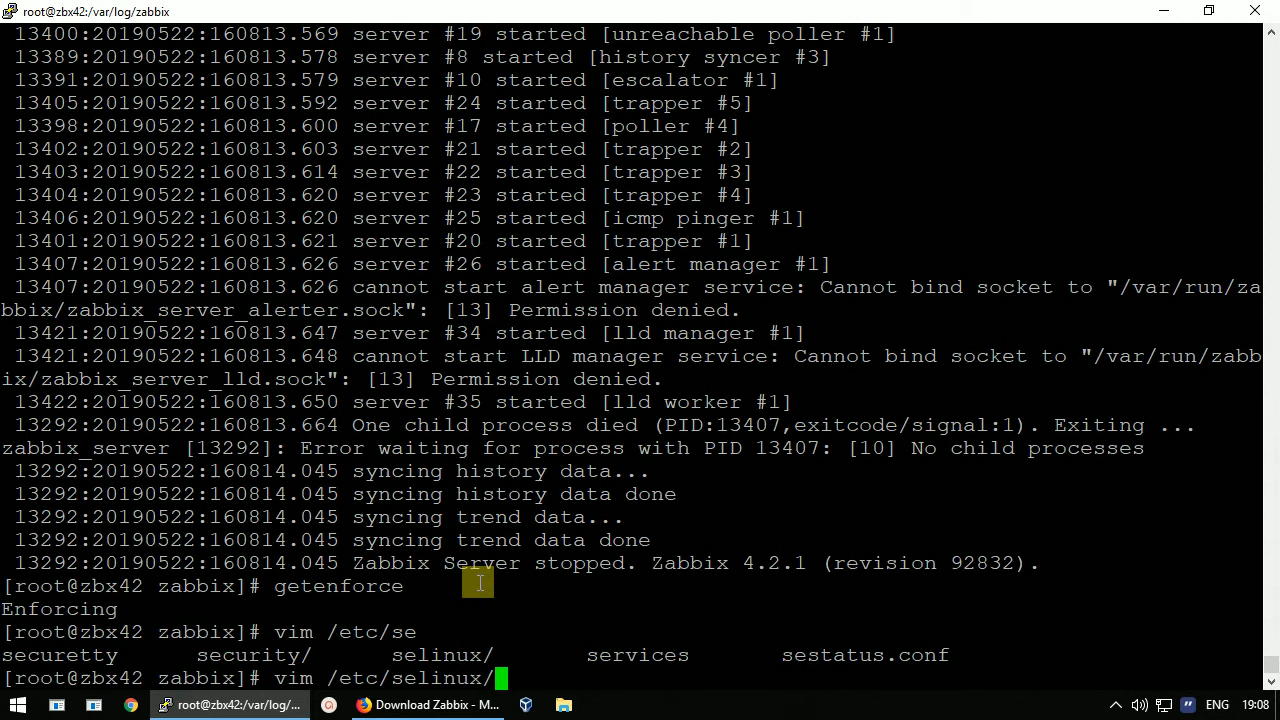 root@zbx42:/var/log/zabbix
13400:20190522:160813.569 server #19 started [unreachable poller #1]
13389:20190522:160813.578 server #8 started [history syncer #3]
13391:20190522:160813.579 server #10 started [escalator #1]
13405:20190522:160813.592 server #24 started [trapper #5]
13398:20190522:160813.600 server #17 started [poller #4]
13402:20190522:160813.603 server #21 started [trapper #2]
13403:20190522:160813.614 server #22 started [trapper #3]
13404:20190522:160813.620 server #23 started [trapper #4]
13406:20190522:160813.620 server #25 started [icmp pinger #1]
13401:20190522:160813.621 server #20 started [trapper #1]
13407:20190522:160813.626 server #26 started [alert manager #1]
13407:20190522:160813.626 cannot start alert manager service: Cannot bind socket to "/var/run/za
bbix/zabbix_server_alerter.sock": [13] Permission denied.
13421:20190522:160813.647 server #34 started [lld manager #1]
13421:20190522:160813.648 cannot start LLD manager service: Cannot bind socket to "/var/run/zabb
ix/zabbix_server_lld.sock": [13] Permission denied.
13422:20190522:160813.650 server #35 started [lld worker #1]
13292:20190522:160813.664 One child process died (PID:13407,exitcode/signal:1). Exiting ...
zabbix_server [13292]: Error waiting for process with PID 13407: [10] No child processes
13292:20190522:160814.045 syncing history data...
13292:20190522:160814.045 syncing history data done
13292:20190522:160814.045 syncing trend data...
13292:20190522:160814.045 syncing trend data done
13292:20190522:160814.045 Zabbix Server stopped. Zabbix 4.2.1 (revision 92832).
[root@zbx42 zabbix]# getenforce
Enforcing
[root@zbx42 zabbix]# vim /etc/se
securetty security/ selinux/ services sestatus.conf
[root@zbx42 zabbix]# vim /etc/selinux/
root@zbx42:/var/log/... Download Zabbix - M... ENG 19:08